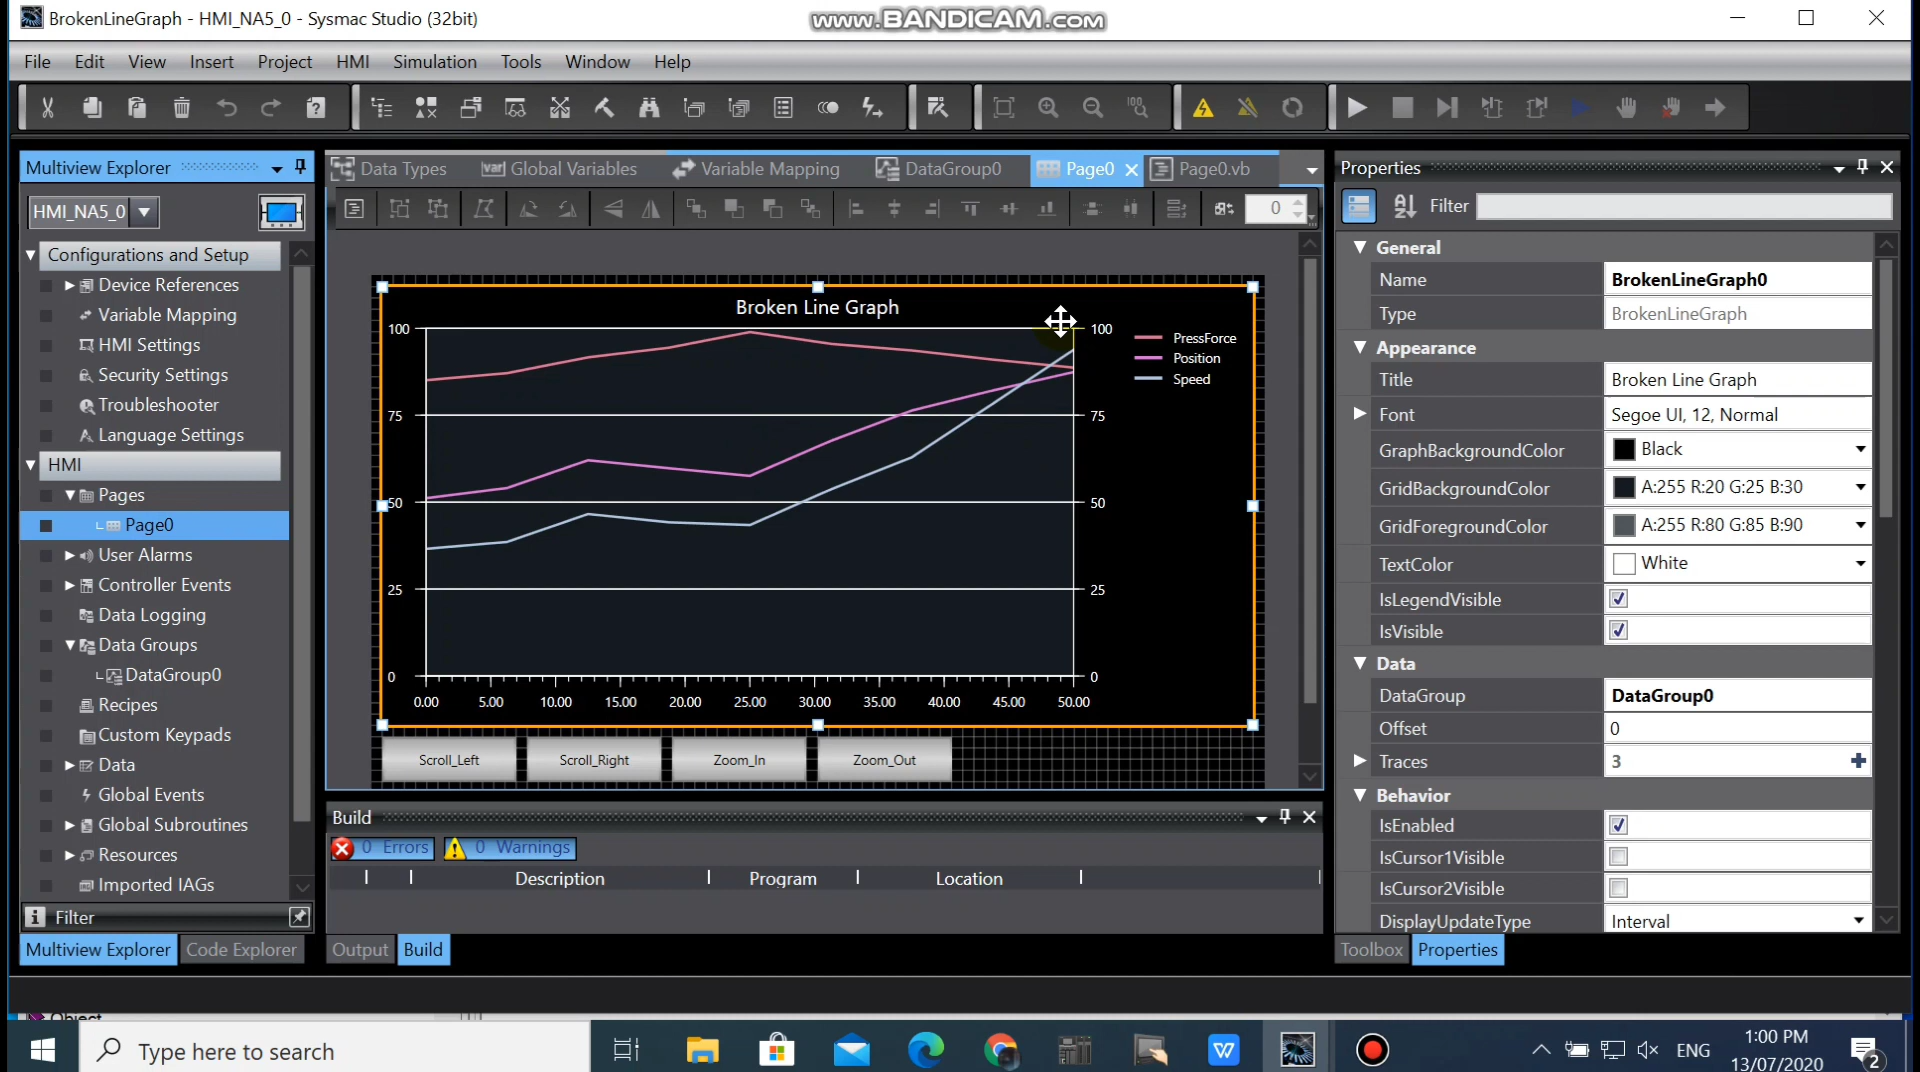 BrokenLineGraph - HMI_NA5_0 - Sysmac Studio (32bit)
www.BANDICAM.com
File Edit View Insert Project HMI Simulation Tools Window Help
Multiview Explorer
HMI_NA5_0
Configurations and Setup
Device References
Variable Mapping
HMI Settings
Security Settings
Troubleshooter
Language Settings
HMI
Pages
Page0
User Alarms
Controller Events
Data Logging
Data Groups
DataGroup0
Recipes
Custom Keypads
Data
Global Events
Global Subroutines
Resources
Imported IAGs
Filter
Multiview Explorer Code Explorer
Data Types Global Variables Variable Mapping DataGroup0 Page0 Page0.vb
0
Broken Line Graph
100 100
75 75
50 50
25 25
0 0
0.00 5.00 10.00 15.00 20.00 25.00 30.00 35.00 40.00 45.00 50.00
PressForce
Position
Speed
Scroll_Left Scroll_Right Zoom_In Zoom_Out
Build
0 Errors 0 Warnings
Description Program Location
Output Build
Properties
Filter
General
Name BrokenLineGraph0
Type BrokenLineGraph
Appearance
Title Broken Line Graph
Font Segoe UI, 12, Normal
GraphBackgroundColor Black
GridBackgroundColor A:255 R:20 G:25 B:30
GridForegroundColor A:255 R:80 G:85 B:90
TextColor White
IsLegendVisible
IsVisible
Data
DataGroup DataGroup0
Offset 0
Traces 3
Behavior
IsEnabled
IsCursor1Visible
IsCursor2Visible
DisplayUpdateType Interval
Toolbox Properties
Object
Type here to search
ENG
1:00 PM
13/07/2020
2